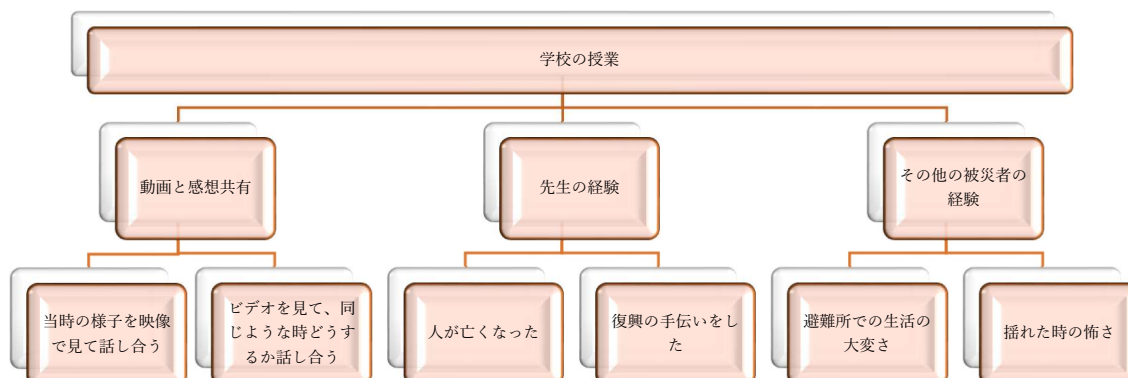 学校の授業
動画と感想共有
先生の経験
その他の被災者の
経験
当時の様子を映像
で見て話し合う
ビデオを見て、同
じような時どうす
るか話し合う
人が亡くなった
復興の手伝いをし
た
避難所での生活の
大変さ
揺れた時の怖さ